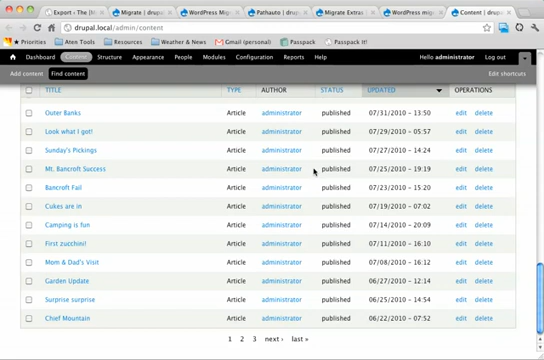 Export ‹ The [M
Migrate | drupal.
WordPress Migr
Pathauto | drupal
Migrate Extras
WordPress migr
Content | drupal.
drupal.local/admin/content
★ Priorities Aten Tools Resources Weather & News Gmail (personal) Passpack Passpack It!
Dashboard Content Structure Appearance People Modules Configuration Reports Help Hello administrator Log out
Add content Find content Edit shortcuts
TITLE TYPE AUTHOR STATUS UPDATED OPERATIONS
Outer Banks Article administrator published 07/31/2010 - 13:50 edit delete
Look what I got! Article administrator published 07/29/2010 - 05:57 edit delete
Sunday's Pickings Article administrator published 07/27/2010 - 14:24 edit delete
Mt. Bancroft Success Article administrator published 07/25/2010 - 19:19 edit delete
Bancroft Fail Article administrator published 07/23/2010 - 15:20 edit delete
Cukes are in Article administrator published 07/19/2010 - 07:02 edit delete
Camping is fun Article administrator published 07/14/2010 - 20:09 edit delete
First zucchini! Article administrator published 07/11/2010 - 16:10 edit delete
Mom & Dad's Visit Article administrator published 07/08/2010 - 16:12 edit delete
Garden Update Article administrator published 06/27/2010 - 12:14 edit delete
Surprise surprise Article administrator published 06/25/2010 - 14:54 edit delete
Chief Mountain Article administrator published 06/22/2010 - 07:52 edit delete
1 2 3 next › last »